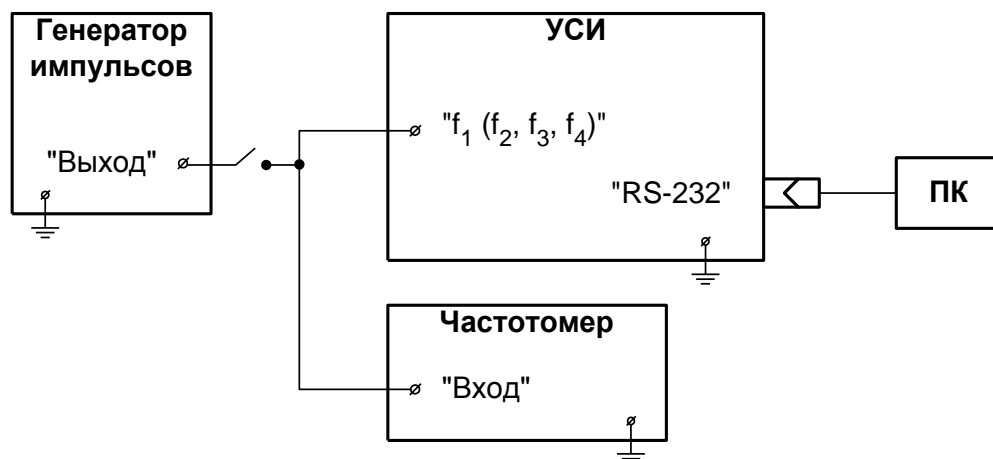 Генератор
импульсов
"Выход"
УСИ
"f₁ (f₂, f₃, f₄)"
"RS-232"
ПК
Частотомер
"Вход"